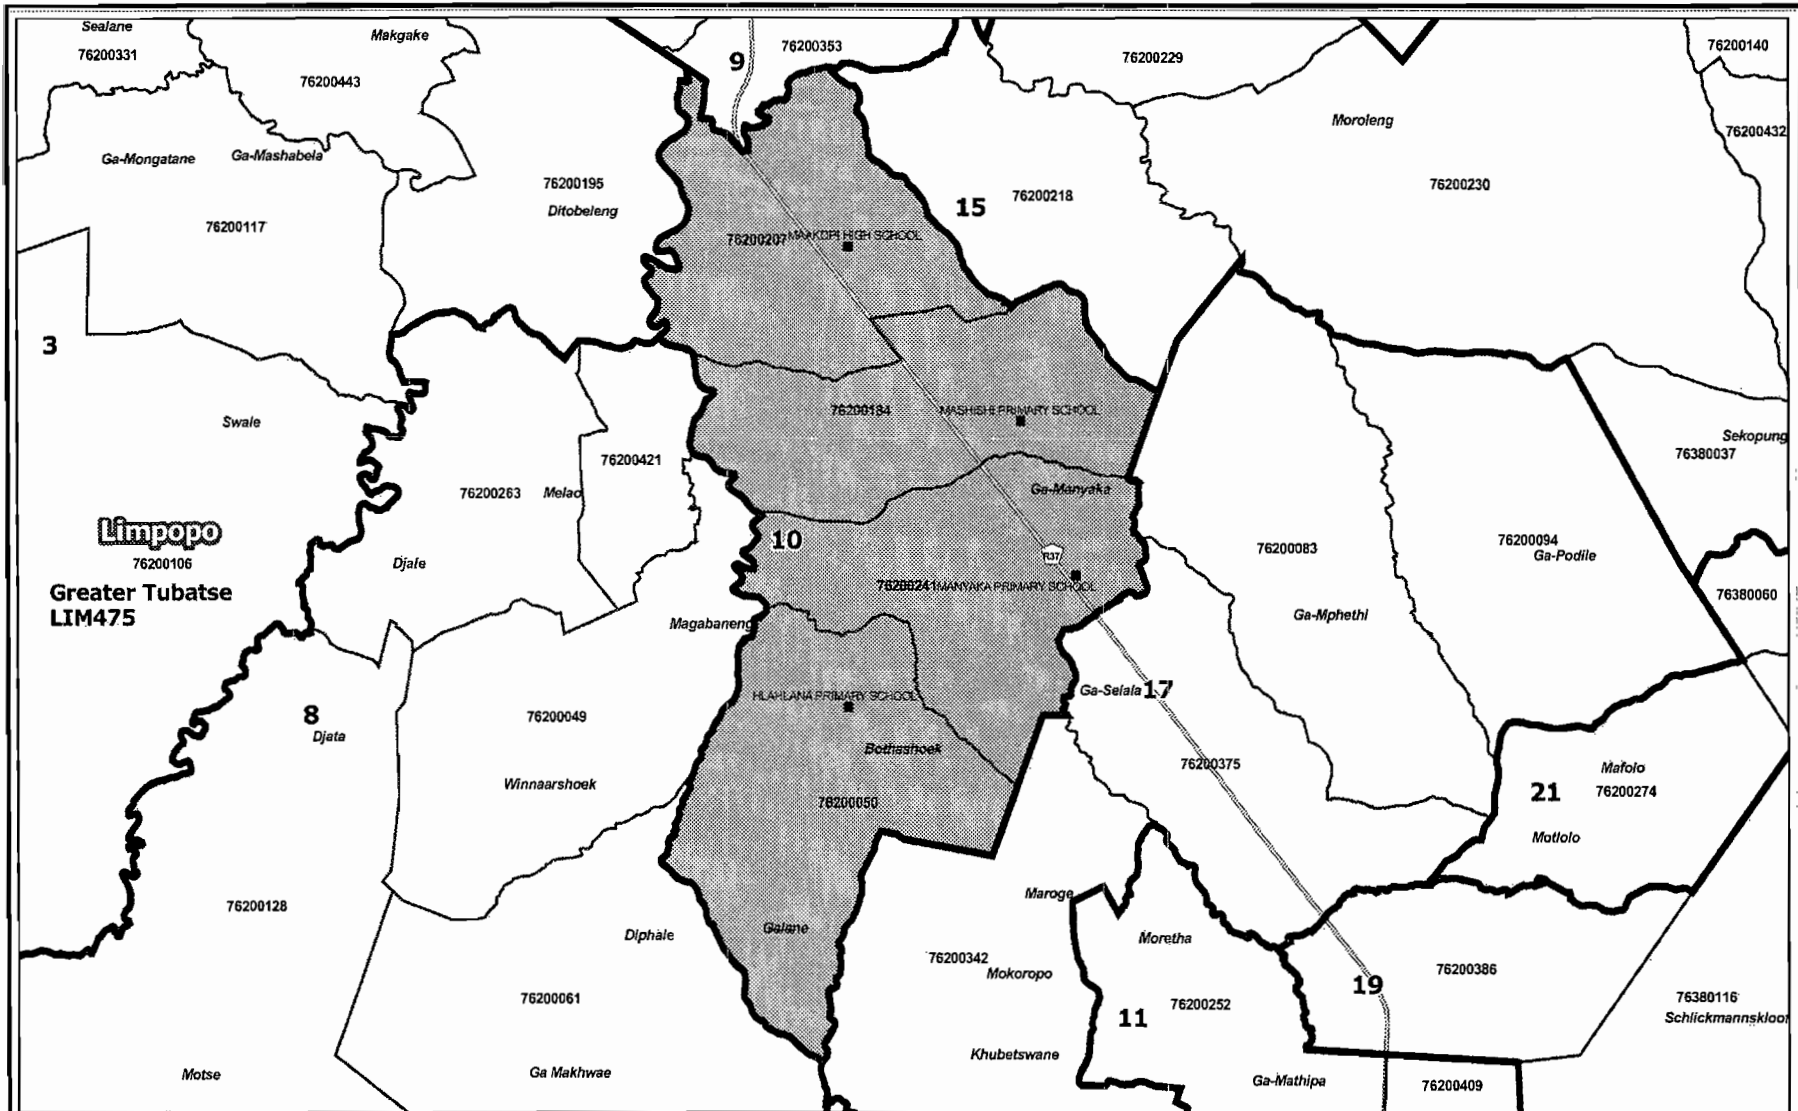 Sealane
76200331
Makgake
76200443
9
76200353
76200229
76200140
76200432
Moroleng
76200230
Ga-Mongatane
Ga-Mashabela
76200117
76200195
Ditobeleng
15
76200218
76200207
MAAKOPI HIGH SCHOOL
3
Swale
76200184
MASHISHI PRIMARY SCHOOL
Sekopung
76380037
76200421
76200263
Melao
Ga-Manyaka
Limpopo
76200106
Greater Tubatse
LIM475
Djale
10
R37
76200241
MANYAKA PRIMARY SCHOOL
76200083
76200094
Ga-Podile
76380060
Ga-Mphethi
Magabaneng
HLAHLANA PRIMARY SCHOOL
Ga-Selala
17
8
Djata
76200049
Winnaarshoek
Bothashoek
76200050
76200375
Mafolo
76200274
21
Motlolo
76200128
Maroge
Diphale
Galane
Moretha
76200342
Mokoropo
76200386
19
76200061
76200252
11
76380116
Schlickmannskloof
Khubetswane
Motse
Ga Makhwae
Ga-Mathipa
76200409